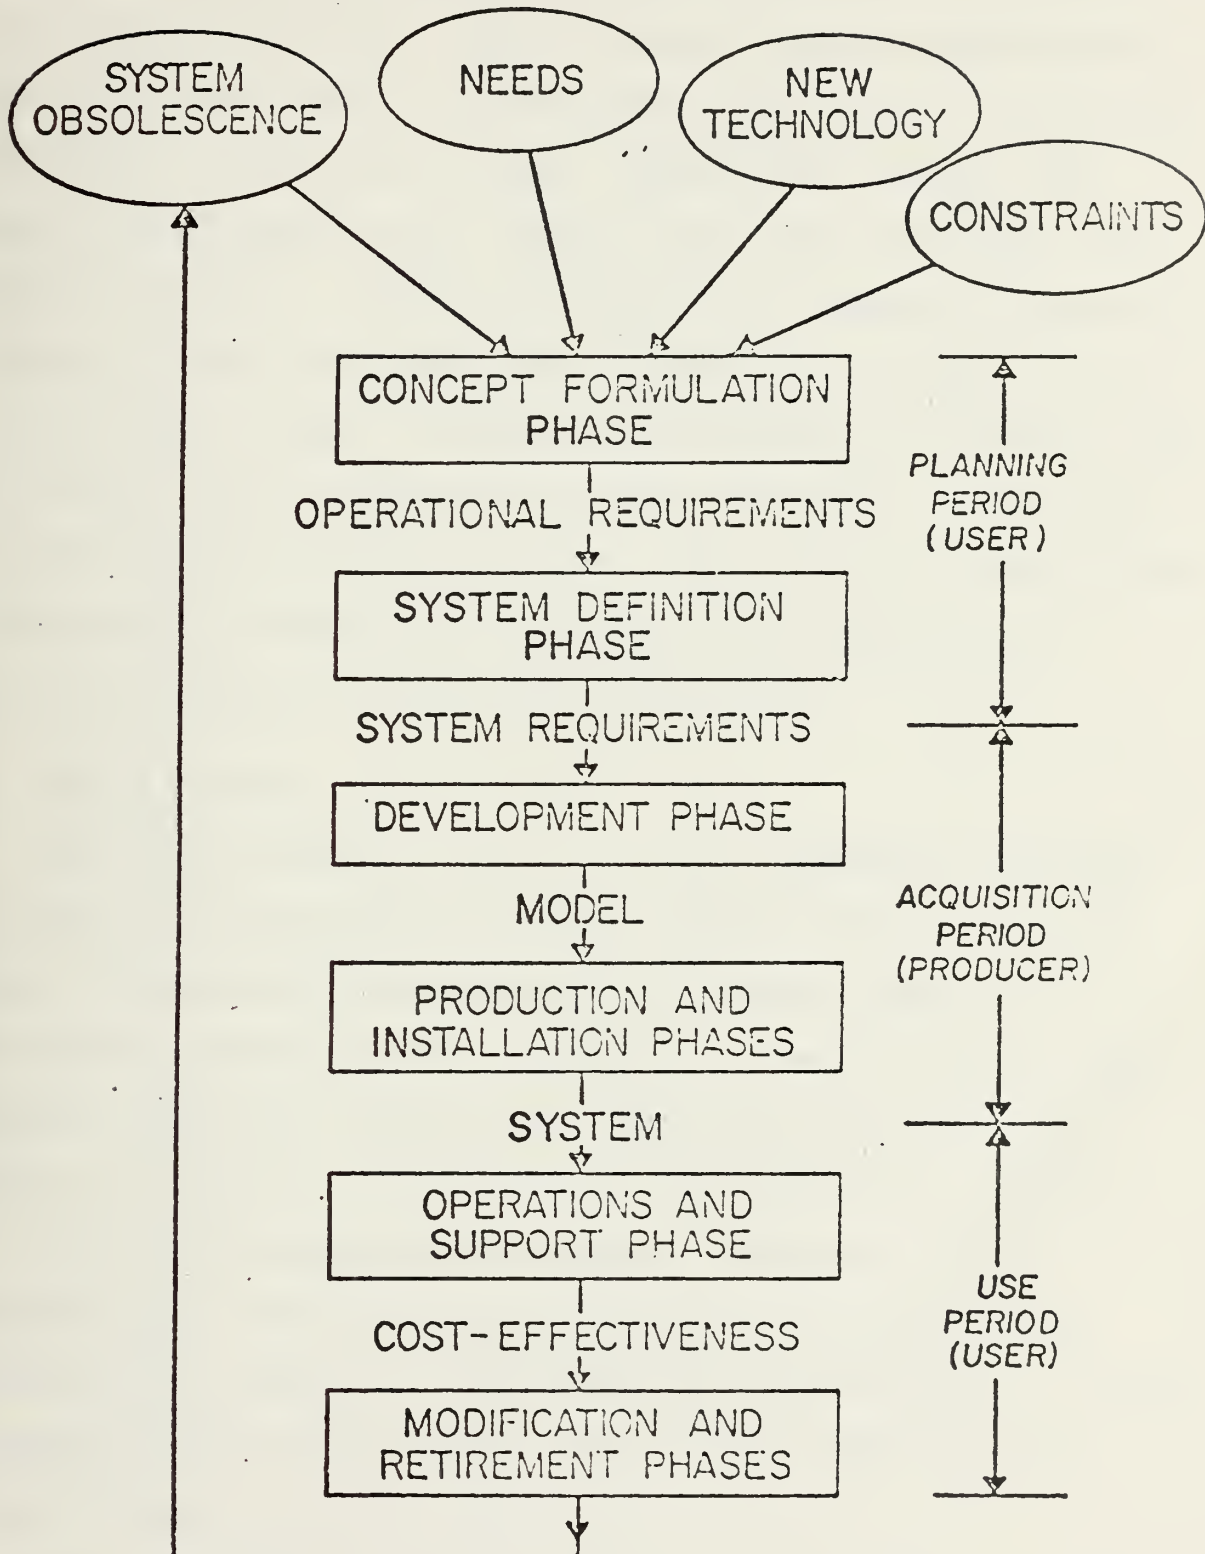 SYSTEM
OBSOLESCENCE
NEEDS
NEW
TECHNOLOGY
CONSTRAINTS
CONCEPT FORMULATION
PHASE
OPERATIONAL REQUIREMENTS
SYSTEM DEFINITION
PHASE
SYSTEM REQUIREMENTS
DEVELOPMENT PHASE
MODEL
PRODUCTION AND
INSTALLATION PHASES
SYSTEM
OPERATIONS AND
SUPPORT PHASE
COST-EFFECTIVENESS
MODIFICATION AND
RETIREMENT PHASES
PLANNING
PERIOD
(USER)
ACQUISITION
PERIOD
(PRODUCER)
USE
PERIOD
(USER)